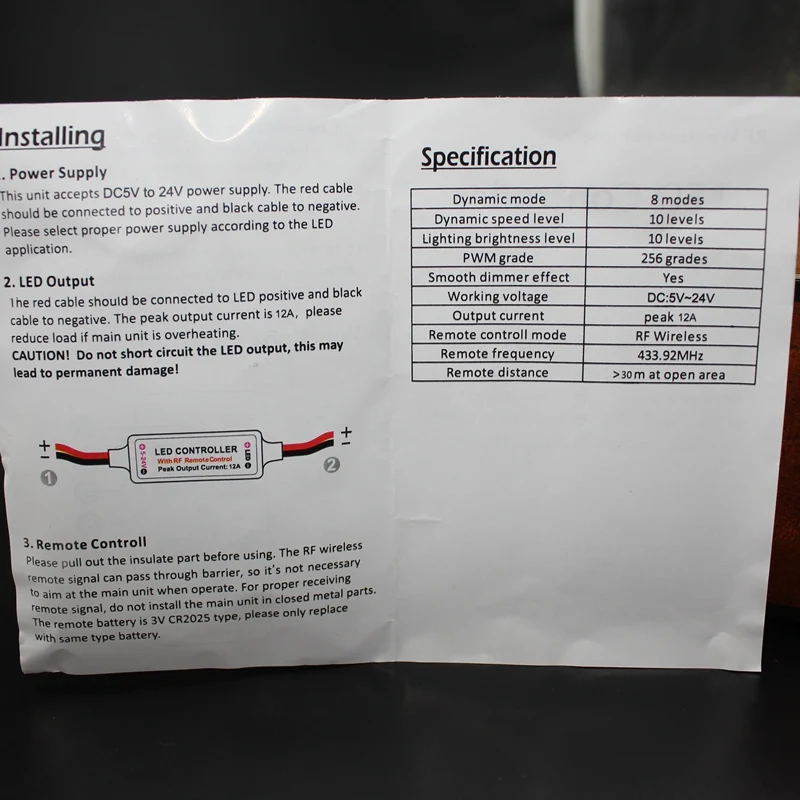 Installing
. Power Supply
This unit accepts DC5V to 24V power supply. The red cable
should be connected to positive and black cable to negative.
Please select proper power supply according to the LED
application.
2. LED Output
The red cable should be connected to LED positive and black
cable to negative. The peak output current is 12A, please
reduce load if main unit is overheating.
CAUTION! Do not short circuit the LED output, this may
lead to permanent damage!
+
−
5-24V
LED CONTROLLER
With RF Remote Control
Peak Output Current: 12A
LED
+
−
1
2
3. Remote Controll
Please pull out the insulate part before using. The RF wireless
remote signal can pass through barrier, so it's not necessary
to aim at the main unit when operate. For proper receiving
remote signal, do not install the main unit in closed metal parts.
The remote battery is 3V CR2025 type, please only replace
with same type battery.
Specification
Dynamic mode 8 modes
Dynamic speed level 10 levels
Lighting brightness level 10 levels
PWM grade 256 grades
Smooth dimmer effect Yes
Working voltage DC:5V~24V
Output current peak 12A
Remote controll mode RF Wireless
Remote frequency 433.92MHz
Remote distance >30m at open area